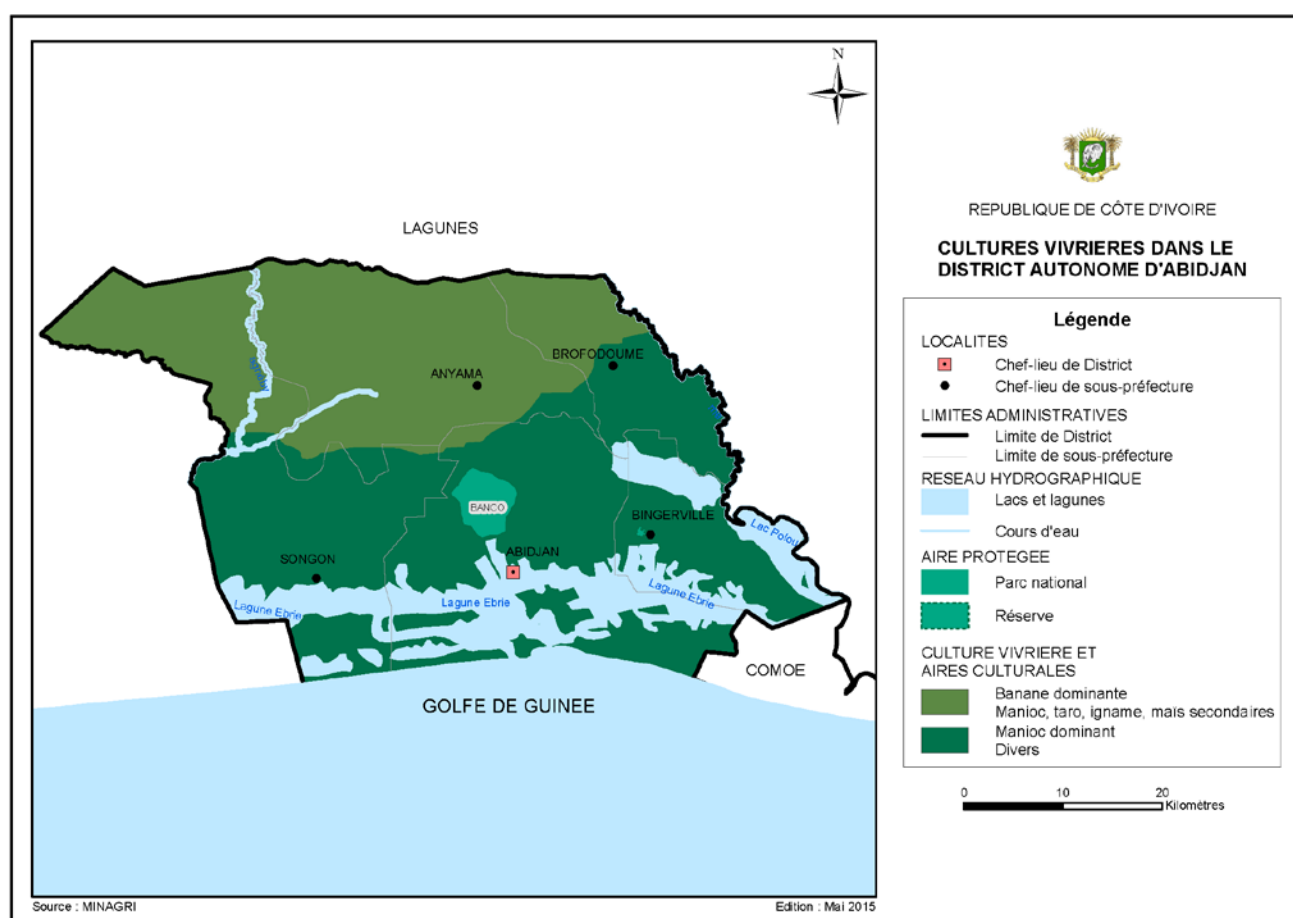 N
LAGUNES
BROFODOUME
ANYAMA
BANCO
BINGERVILLE
Lac Potou
SONGON
ABIDJAN
Lagune Ebrie
Lagune Ebrie
Lagune Ebrie
COMOE
GOLFE DE GUINEE
Source : MINAGRI
Edition : Mai 2015
REPUBLIQUE DE CÔTE D'IVOIRE
CULTURES VIVRIERES DANS LE
DISTRICT AUTONOME D'ABIDJAN
Légende
LOCALITES
Chef-lieu de District
Chef-lieu de sous-préfecture
LIMITES ADMINISTRATIVES
Limite de District
Limite de sous-préfecture
RESEAU HYDROGRAPHIQUE
Lacs et lagunes
Cours d'eau
AIRE PROTEGEE
Parc national
Réserve
CULTURE VIVRIERE ET
AIRES CULTURALES
Banane dominante
Manioc, taro, igname, maïs secondaires
Manioc dominant
Divers
0 10 20
Kilomètres